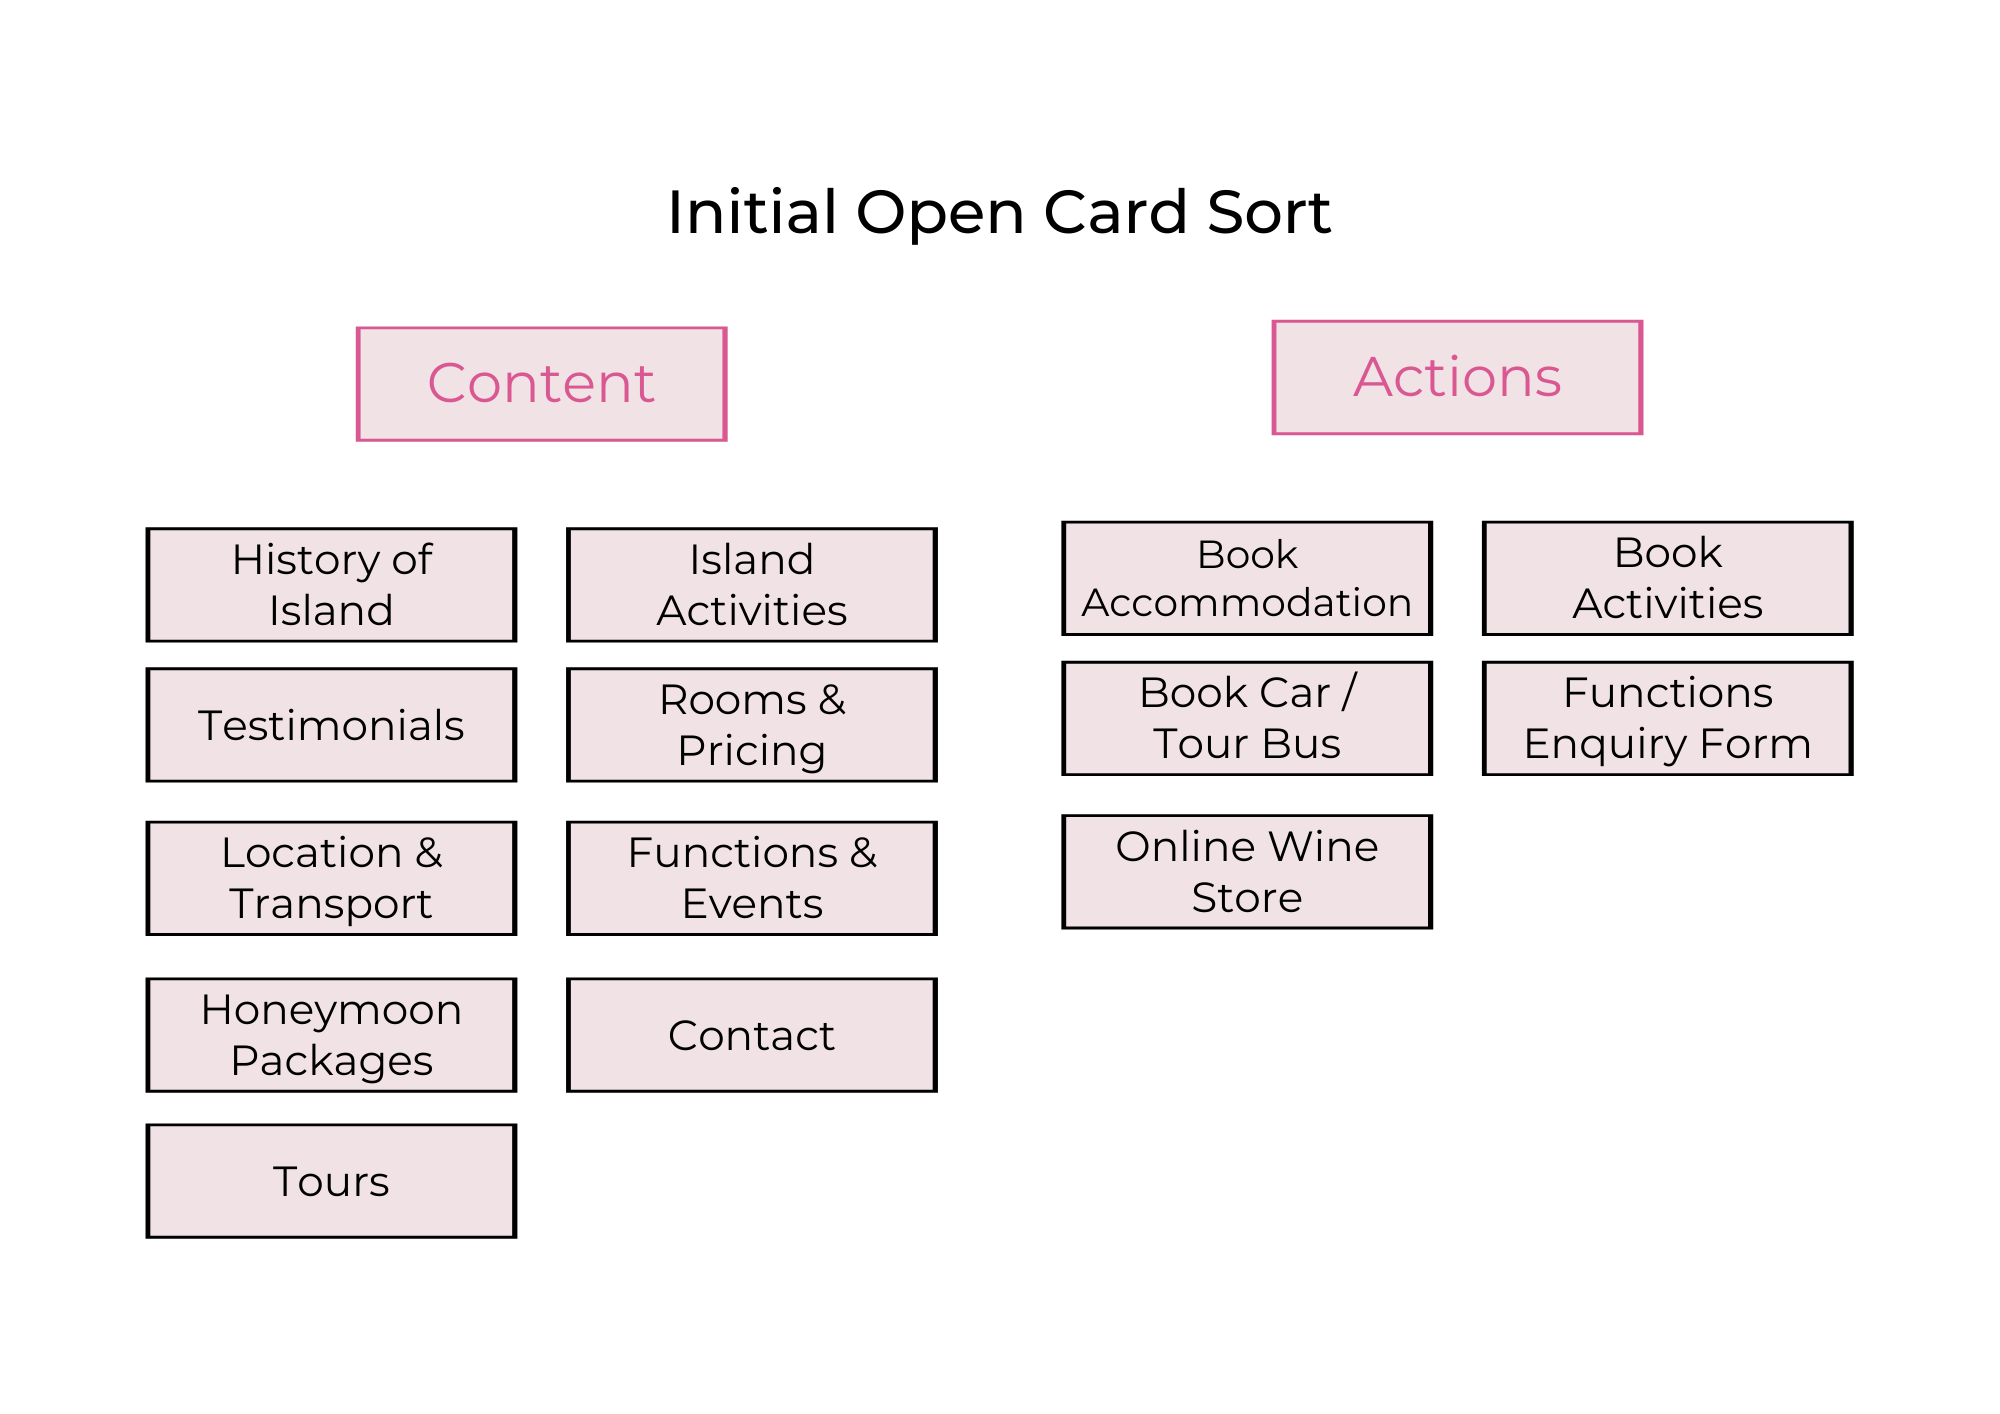 Initial Open Card Sort
Content
History of
Island
Island
Activities
Testimonials
Rooms &
Pricing
Location &
Transport
Functions &
Events
Honeymoon
Packages
Contact
Tours
Actions
Book
Accommodation
Book
Activities
Book Car /
Tour Bus
Functions
Enquiry Form
Online Wine
Store